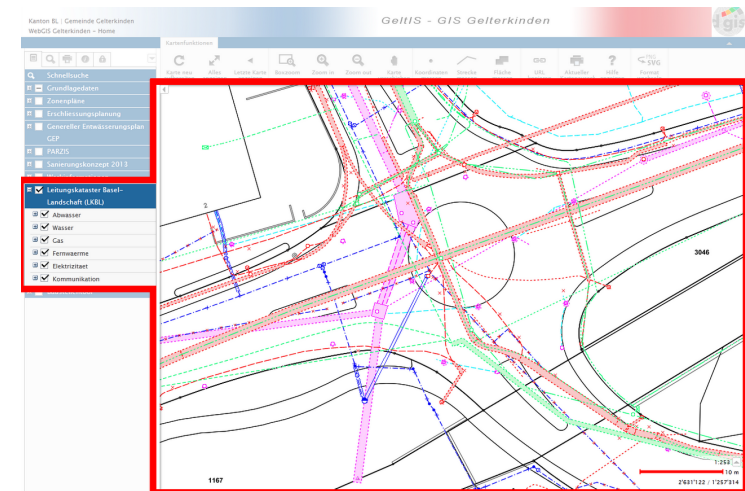 Kanton BL | Gemeinde Gelterkinden
WebGIS Gelterkinden – Home
GeltIS - GIS Gelterkinden
Kartenfunktionen
Karte neu
Alles
Letzte Karte
Zoom in
Zoom out
Karte
Koordinaten
Strecke
Fläche
URL
Aktueller
Hilfe
SVG
Format
Schnellsuche
Grundlagedaten
Zonenpläne
Erschliessungsplanung
Genereller Entwässerungsplan
GEP
PARZIS
Sanierungskonzept 2013
Leitungskataster Basel-
Landschaft (LKBL)
Abwasser
Wasser
Gas
Fernwaerme
Elektrizitaet
Kommunikation
2
3046
1167
1:253
10 m
2'631'122 / 1'257'314